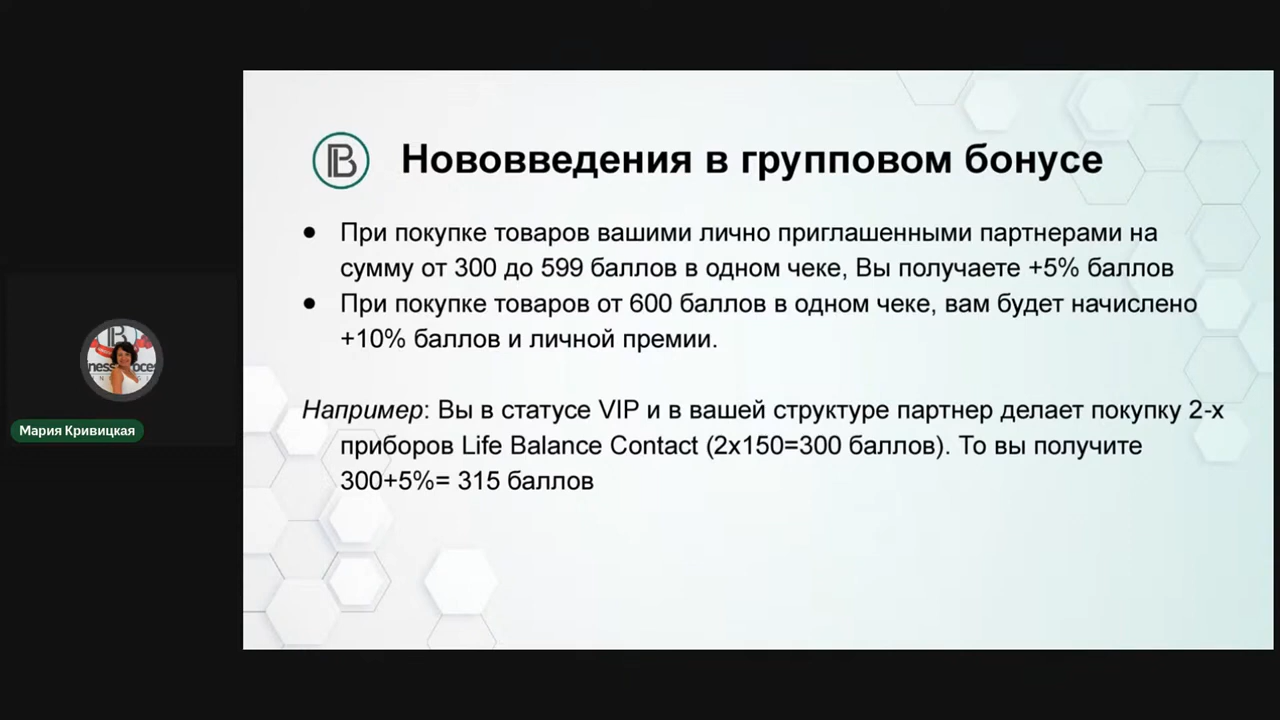 Нововведения в групповом бонусе
● При покупке товаров вашими лично приглашенными партнерами на
сумму от 300 до 599 баллов в одном чеке, Вы получаете +5% баллов
● При покупке товаров от 600 баллов в одном чеке, вам будет начислено
+10% баллов и личной премии.
Например: Вы в статусе VIP и в вашей структуре партнер делает покупку 2-х
приборов Life Balance Contact (2х150=300 баллов). То вы получите
300+5%= 315 баллов
Мария Кривицкая